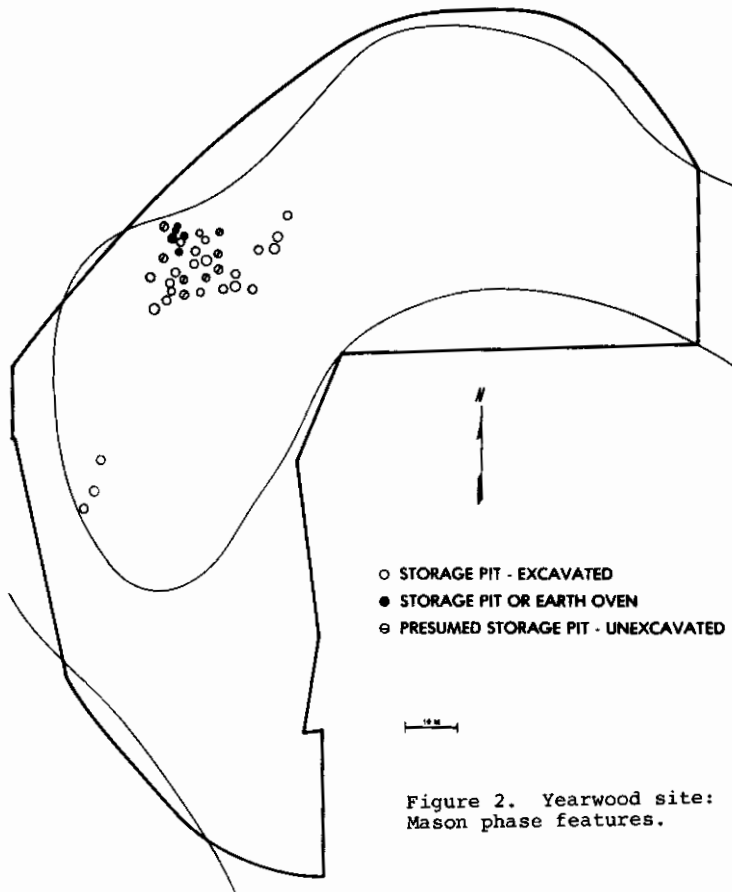 N
○ STORAGE PIT - EXCAVATED
● STORAGE PIT OR EARTH OVEN
⊖ PRESUMED STORAGE PIT - UNEXCAVATED
10 M
Figure 2. Yearwood site:
Mason phase features.